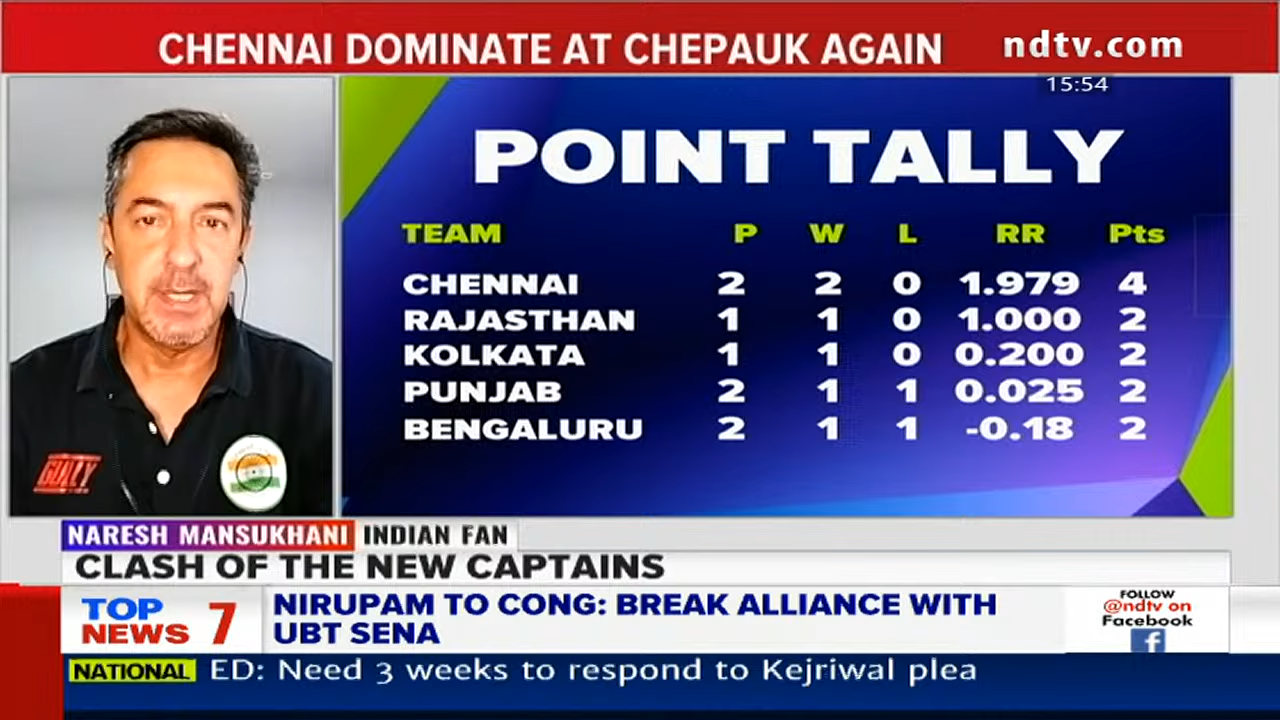 CHENNAI DOMINATE AT CHEPAUK AGAIN
ndtv.com
15:54
POINT TALLY
TEAM P W L RR Pts
CHENNAI 2 2 0 1.979 4
RAJASTHAN 1 1 0 1.000 2
KOLKATA 1 1 0 0.200 2
PUNJAB 2 1 1 0.025 2
BENGALURU 2 1 1 -0.18 2
GULLY
NARESH MANSUKHANI INDIAN FAN
CLASH OF THE NEW CAPTAINS
TOP NEWS 7
NIRUPAM TO CONG: BREAK ALLIANCE WITH
UBT SENA
FOLLOW
@ndtv on
Facebook
f
NATIONAL ED: Need 3 weeks to respond to Kejriwal plea